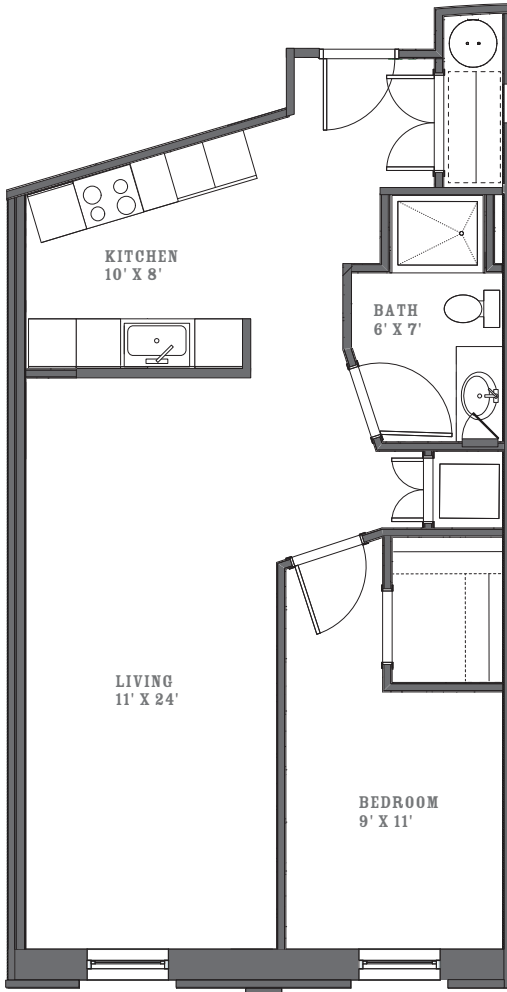 KITCHEN
10' X 8'
BATH
6' X 7'
LIVING
11' X 24'
BEDROOM
9' X 11'